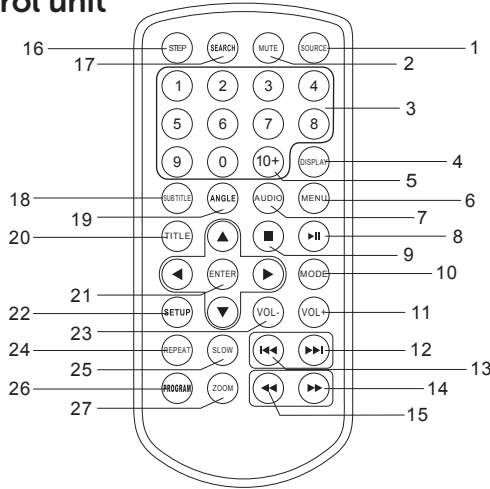 rol unit
16 STEP SEARCH MUTE SOURCE 1
17 2
1 2 3 4
3
5 6 7 8
9 0 10+ DISPLAY 4
5
18 SUBTITLE ANGLE AUDIO MENU 6
19 7
20 TITLE 8
9
ENTER MODE 10
21
22 SETUP VOL- VOL+ 11
23
24 REPEAT SLOW 12
25 13
26 PROGRAM ZOOM 14
27 15